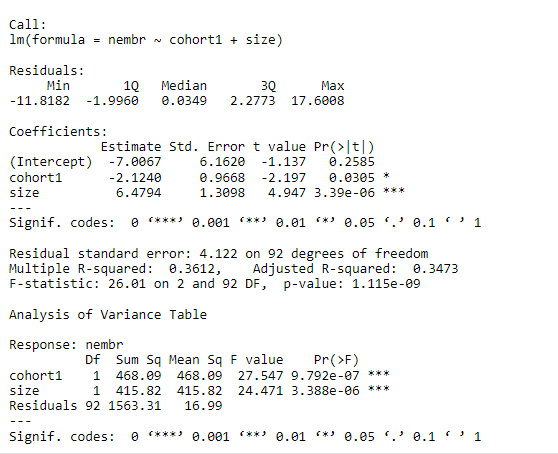 Call:
lm(formula = nembr ~ cohort1 + size)
Residuals:
Min 1Q Median 3Q Max
-11.8182 -1.9960 0.0349 2.2773 17.6008
Coefficients:
Estimate Std. Error t value Pr(>|t|)
(Intercept) -7.0067 6.1620 -1.137 0.2585
cohort1 -2.1240 0.9668 -2.197 0.0305 *
size 6.4794 1.3098 4.947 3.39e-06 ***
---
Signif. codes: 0 ‘***’ 0.001 ‘**’ 0.01 ‘*’ 0.05 ‘.’ 0.1 ‘ ’ 1
Residual standard error: 4.122 on 92 degrees of freedom
Multiple R-squared: 0.3612, Adjusted R-squared: 0.3473
F-statistic: 26.01 on 2 and 92 DF, p-value: 1.115e-09
Analysis of Variance Table
Response: nembr
Df Sum Sq Mean Sq F value Pr(>F)
cohort1 1 468.09 468.09 27.547 9.792e-07 ***
size 1 415.82 415.82 24.471 3.388e-06 ***
Residuals 92 1563.31 16.99
---
Signif. codes: 0 ‘***’ 0.001 ‘**’ 0.01 ‘*’ 0.05 ‘.’ 0.1 ‘ ’ 1